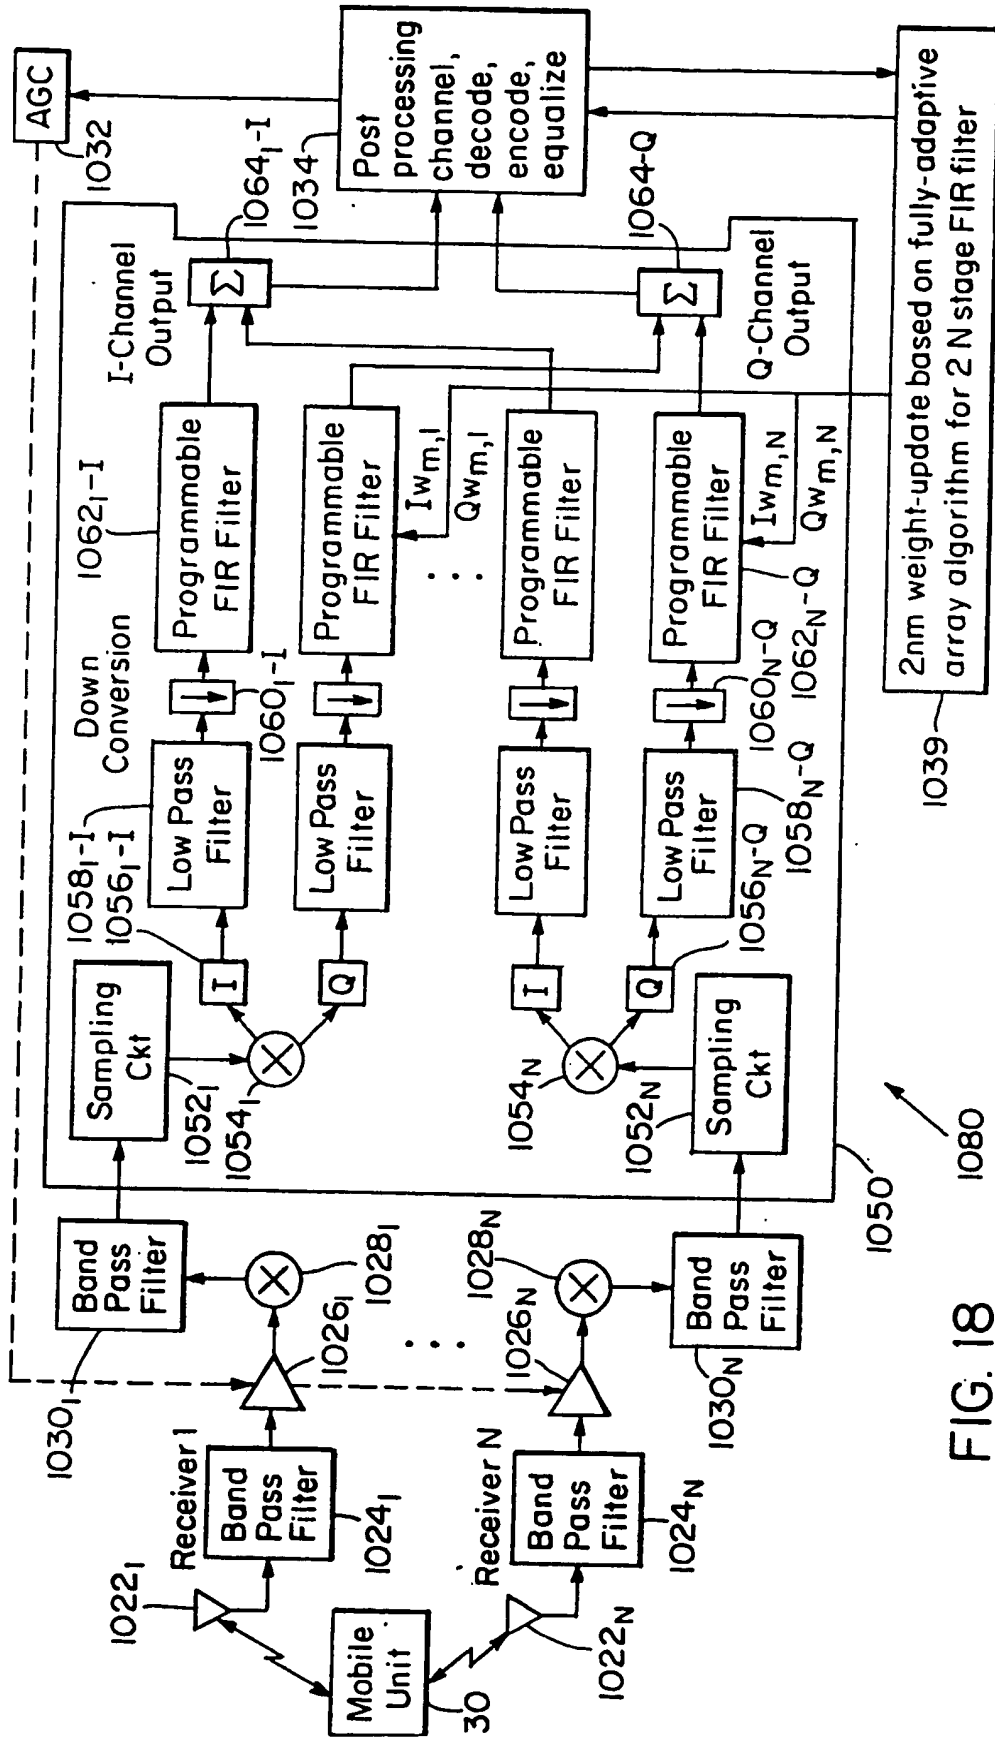 AGC
1032
Post
processing
channel,
decode,
encode,
equalize
1034
2nm weight-update based on fully-adaptive
array algorithm for 2 N stage FIR filter
1039
I-Channel
Output
Σ
1064₁-I
Q-Channel
Output
Σ
1064-Q
Down
Conversion
Programmable
FIR Filter
1062₁-I
Programmable
FIR Filter
Iwm,I
Qwm,I
Programmable
FIR Filter
Programmable
FIR Filter
Iwm,N
Qwm,N
1062N-Q
1060₁-I
1060N-Q
Low Pass
Filter
1058₁-I
Low Pass
Filter
Low Pass
Filter
Low Pass
Filter
1058N-Q
I
1056₁-I
Q
I
Q
1056N-Q
Sampling
Ckt
1052₁
1054₁
1054N
Sampling
Ckt
1052N
1050
1080
Band
Pass
Filter
1030₁
1028₁
1026₁
1028N
1026N
Band
Pass
Filter
1030N
Receiver 1
Band
Pass
Filter
1024₁
1022₁
Receiver N
Band
Pass
Filter
1024N
1022N
Mobile
Unit
30
FIG. 18